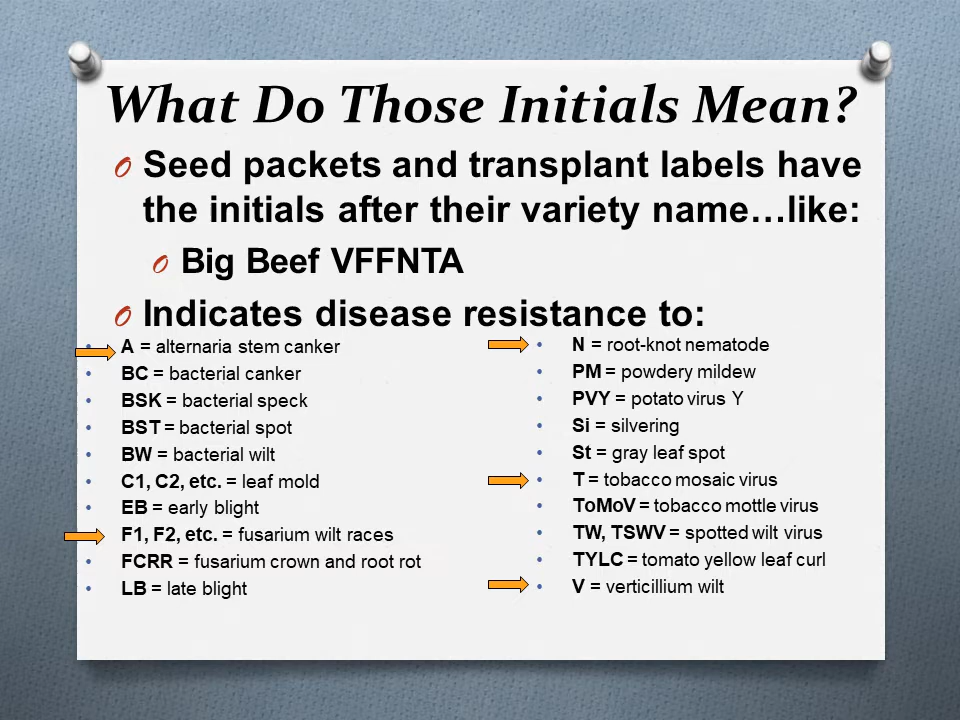 What Do Those Initials Mean?
Seed packets and transplant labels have
the initials after their variety name…like:
Big Beef VFFNTA
Indicates disease resistance to:
• A = alternaria stem canker
• BC = bacterial canker
• BSK = bacterial speck
• BST = bacterial spot
• BW = bacterial wilt
• C1, C2, etc. = leaf mold
• EB = early blight
• F1, F2, etc. = fusarium wilt races
• FCRR = fusarium crown and root rot
• LB = late blight
• N = root-knot nematode
• PM = powdery mildew
• PVY = potato virus Y
• Si = silvering
• St = gray leaf spot
• T = tobacco mosaic virus
• ToMoV = tobacco mottle virus
• TW, TSWV = spotted wilt virus
• TYLC = tomato yellow leaf curl
• V = verticillium wilt